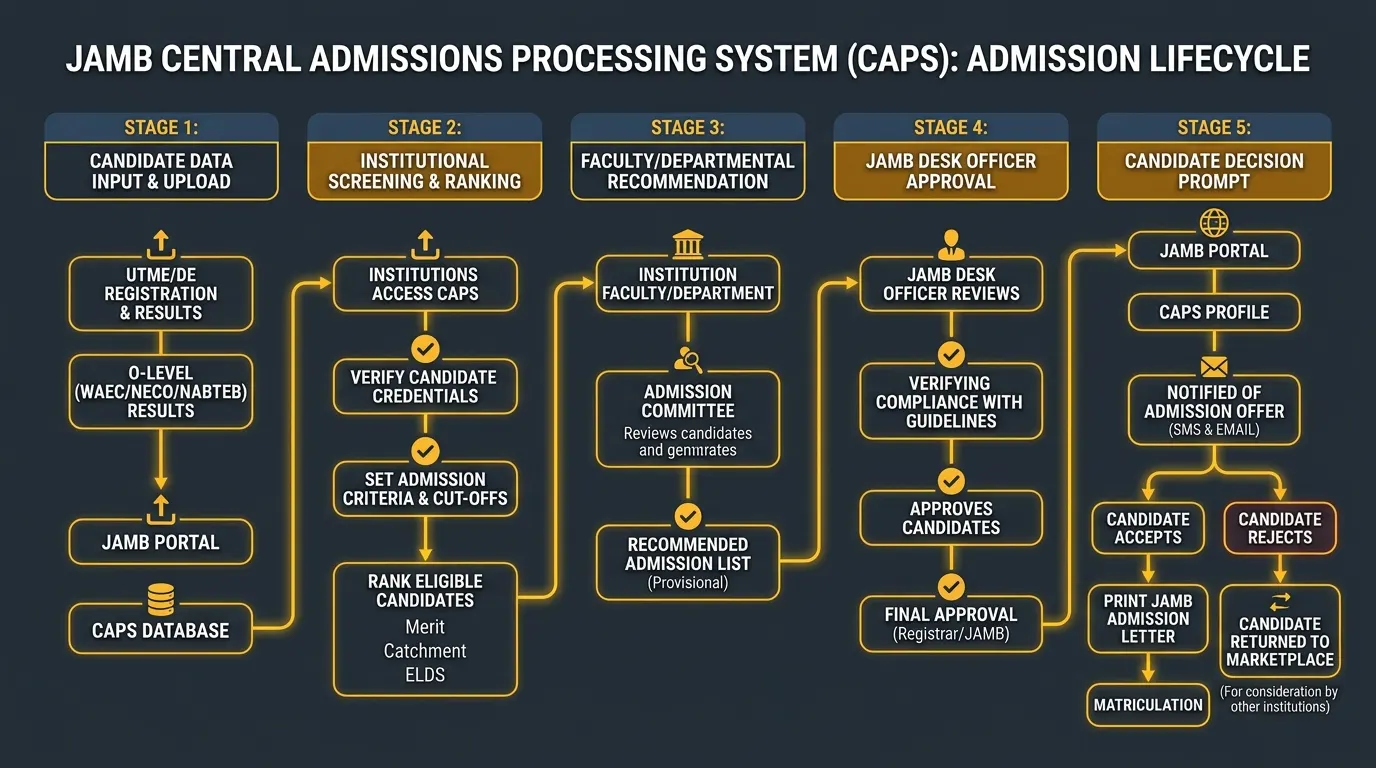 JAMB CENTRAL ADMISSIONS PROCESSING SYSTEM (CAPS): ADMISSION LIFECYCLE
STAGE 1:
CANDIDATE DATA
INPUT & UPLOAD
UTME/DE
REGISTRATION
& RESULTS
O-LEVEL
(WAEC/NECO/NABTEB)
RESULTS
JAMB PORTAL
CAPS DATABASE
STAGE 2:
INSTITUTIONAL
SCREENING & RANKING
INSTITUTIONS
ACCESS CAPS
VERIFY CANDIDATE
CREDENTIALS
SET ADMISSION
CRITERIA & CUT-OFFS
RANK ELIGIBLE
CANDIDATES
Merit
Catchment
ELDS
STAGE 3:
FACULTY/DEPARTMENTAL
RECOMMENDATION
INSTITUTION
FACULTY/DEPARTMENT
ADMISSION
COMMITTEE
Reviews candidates
and
RECOMMENDED
ADMISSION LIST
(Provisional)
STAGE 4:
JAMB DESK OFFICER
APPROVAL
JAMB DESK
OFFICER REVIEWS
VERIFYING
COMPLIANCE WITH
GUIDELINES
APPROVES
CANDIDATES
FINAL APPROVAL
(Registrar/JAMB)
STAGE 5:
CANDIDATE DECISION
PROMPT
JAMB PORTAL
CAPS PROFILE
NOTIFIED OF
ADMISSION OFFER
(SMS & EMAIL)
CANDIDATE
ACCEPTS
PRINT JAMB
ADMISSION
LETTER
MATRICULATION
CANDIDATE
REJECTS
CANDIDATE
RETURNED TO
MARKETPLACE
(For consideration by
other institutions)